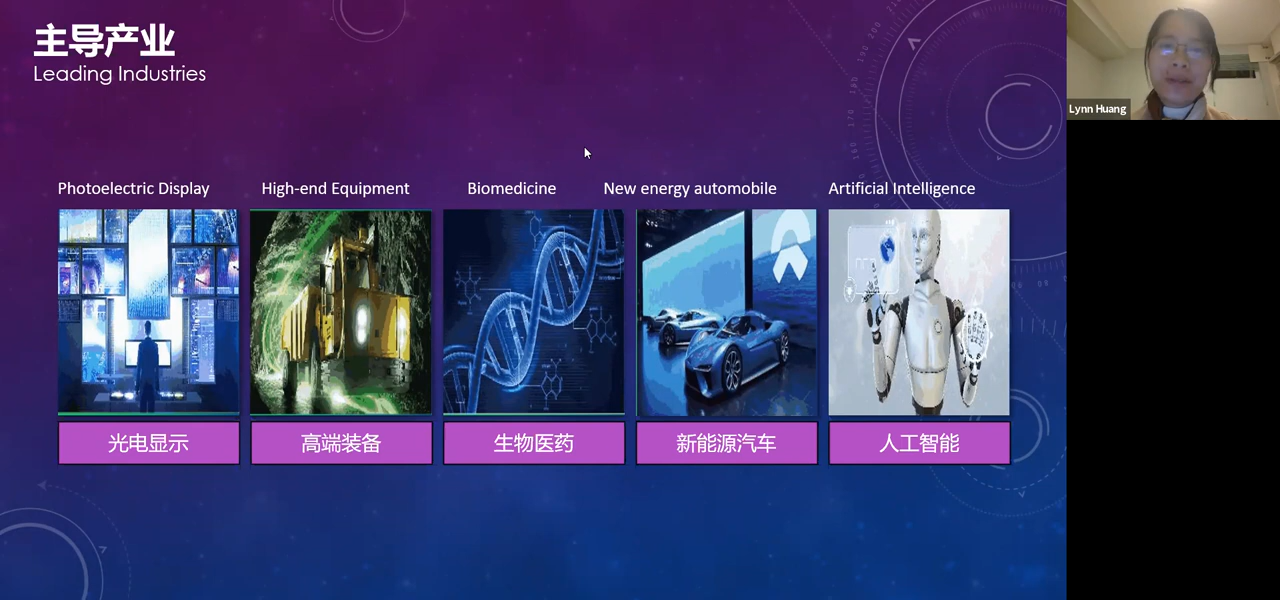 主导产业
Leading Industries
Lynn Huang
Photoelectric Display
High-end Equipment
Biomedicine
New energy automobile
Artificial Intelligence
光电显示
高端装备
生物医药
新能源汽车
人工智能